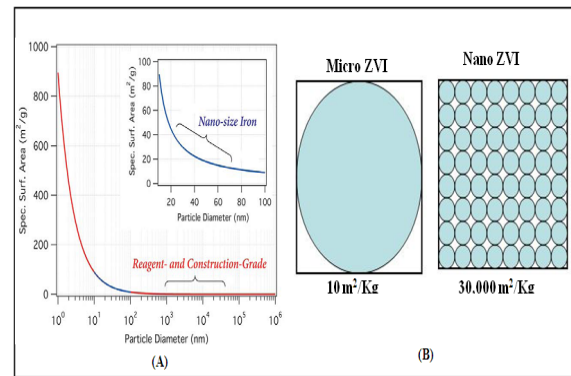 1000
800
600
400
200
0
Spec. Surf. Area (m²/g)
10⁰ 10¹ 10² 10³ 10⁴ 10⁵ 10⁶
Particle Diameter (nm)
Reagent- and Construction-Grade
100
80
60
40
20
0
Spec. Surf. Area (m²/g)
20 40 60 80 100
Particle Diameter (nm)
Nano-size Iron
(A)
Micro ZVI Nano ZVI
10 m²/Kg 30.000 m²/Kg
(B)